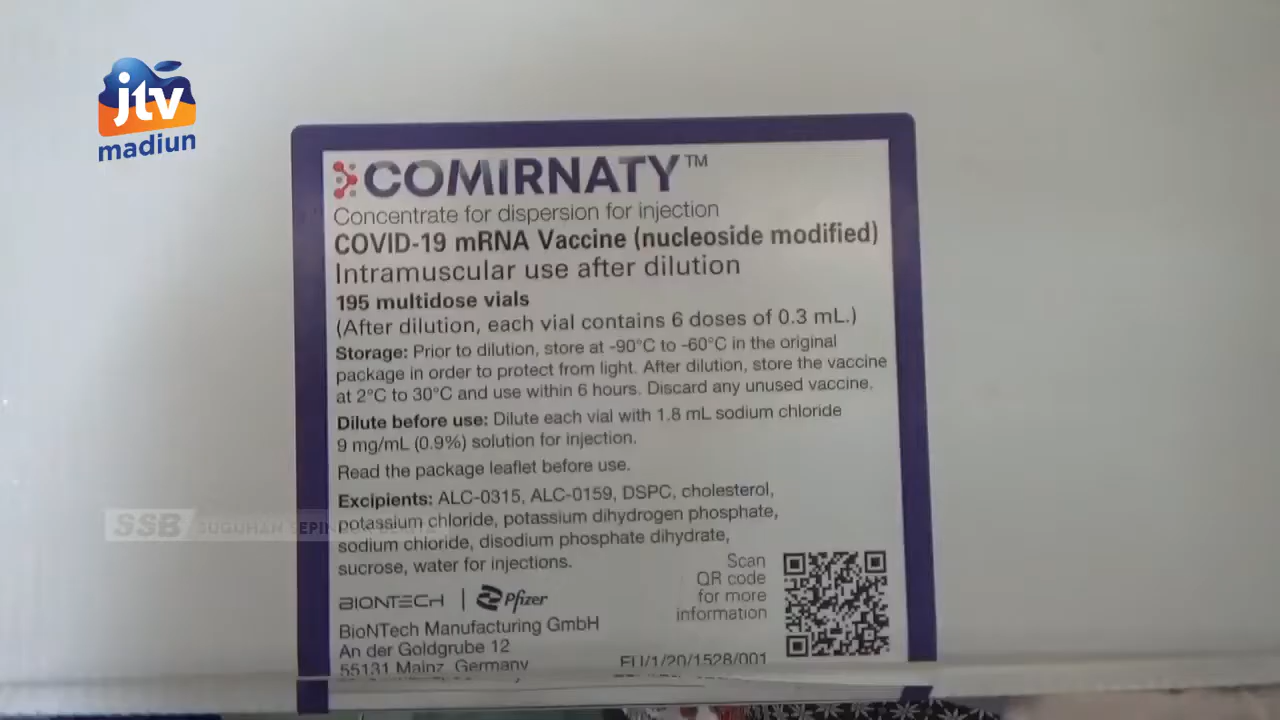 jtv
madiun
COMIRNATY™
Concentrate for dispersion for injection
COVID-19 mRNA Vaccine (nucleoside modified)
Intramuscular use after dilution
195 multidose vials
(After dilution, each vial contains 6 doses of 0.3 mL.)
Storage: Prior to dilution, store at -90°C to -60°C in the original
package in order to protect from light. After dilution, store the vaccine
at 2°C to 30°C and use within 6 hours. Discard any unused vaccine.
Dilute before use: Dilute each vial with 1.8 mL sodium chloride
9 mg/mL (0.9%) solution for injection.
Read the package leaflet before use.
Excipients: ALC-0315, ALC-0159, DSPC, cholesterol,
potassium chloride, potassium dihydrogen phosphate,
sodium chloride, disodium phosphate dihydrate,
sucrose, water for injections.
SSB SUGUHAN
Scan
QR code
for more
information
BIONTECH | Pfizer
BioNTech Manufacturing GmbH
An der Goldgrube 12
55131 Mainz, Germany
EU/1/20/1528/001